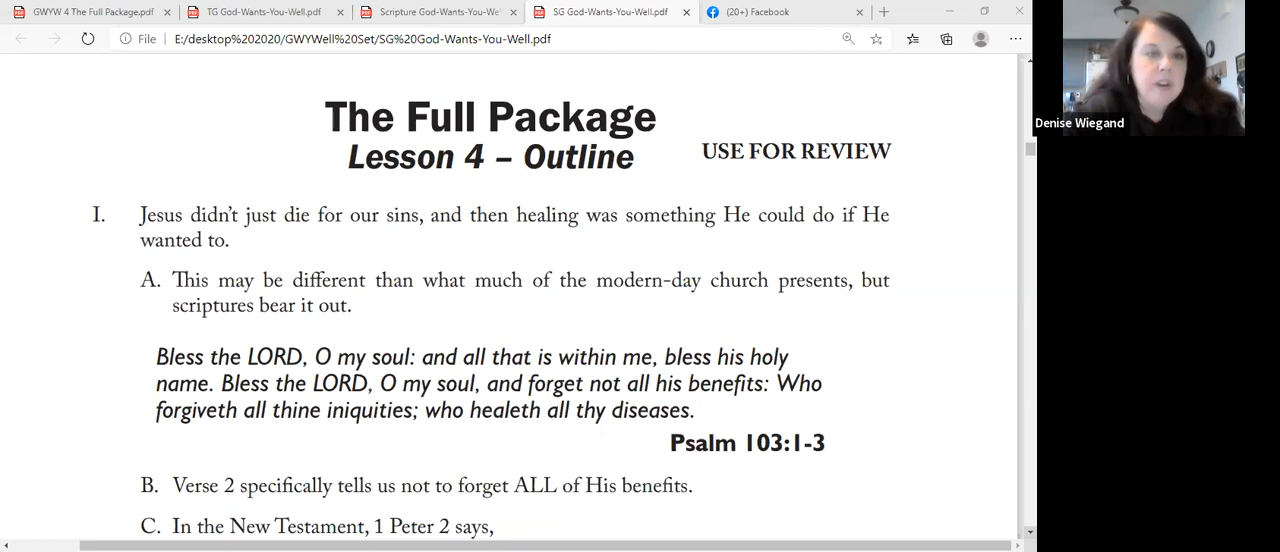 GWYW 4 The Full Package.pdf
TG God-Wants-You-Well.pdf
Scripture God-Wants-You-We
SG God-Wants-You-Well.pdf
(20+) Facebook
File
E:/desktop%202020/GWYWell%20Set/SG%20God-Wants-You-Well.pdf
Denise Wiegand
The Full Package
Lesson 4 – Outline
USE FOR REVIEW
I. Jesus didn't just die for our sins, and then healing was something He could do if He
wanted to.
A. This may be different than what much of the modern-day church presents, but
scriptures bear it out.
Bless the LORD, O my soul: and all that is within me, bless his holy
name. Bless the LORD, O my soul, and forget not all his benefits: Who
forgiveth all thine iniquities; who healeth all thy diseases.
Psalm 103:1-3
B. Verse 2 specifically tells us not to forget ALL of His benefits.
C. In the New Testament, 1 Peter 2 says,